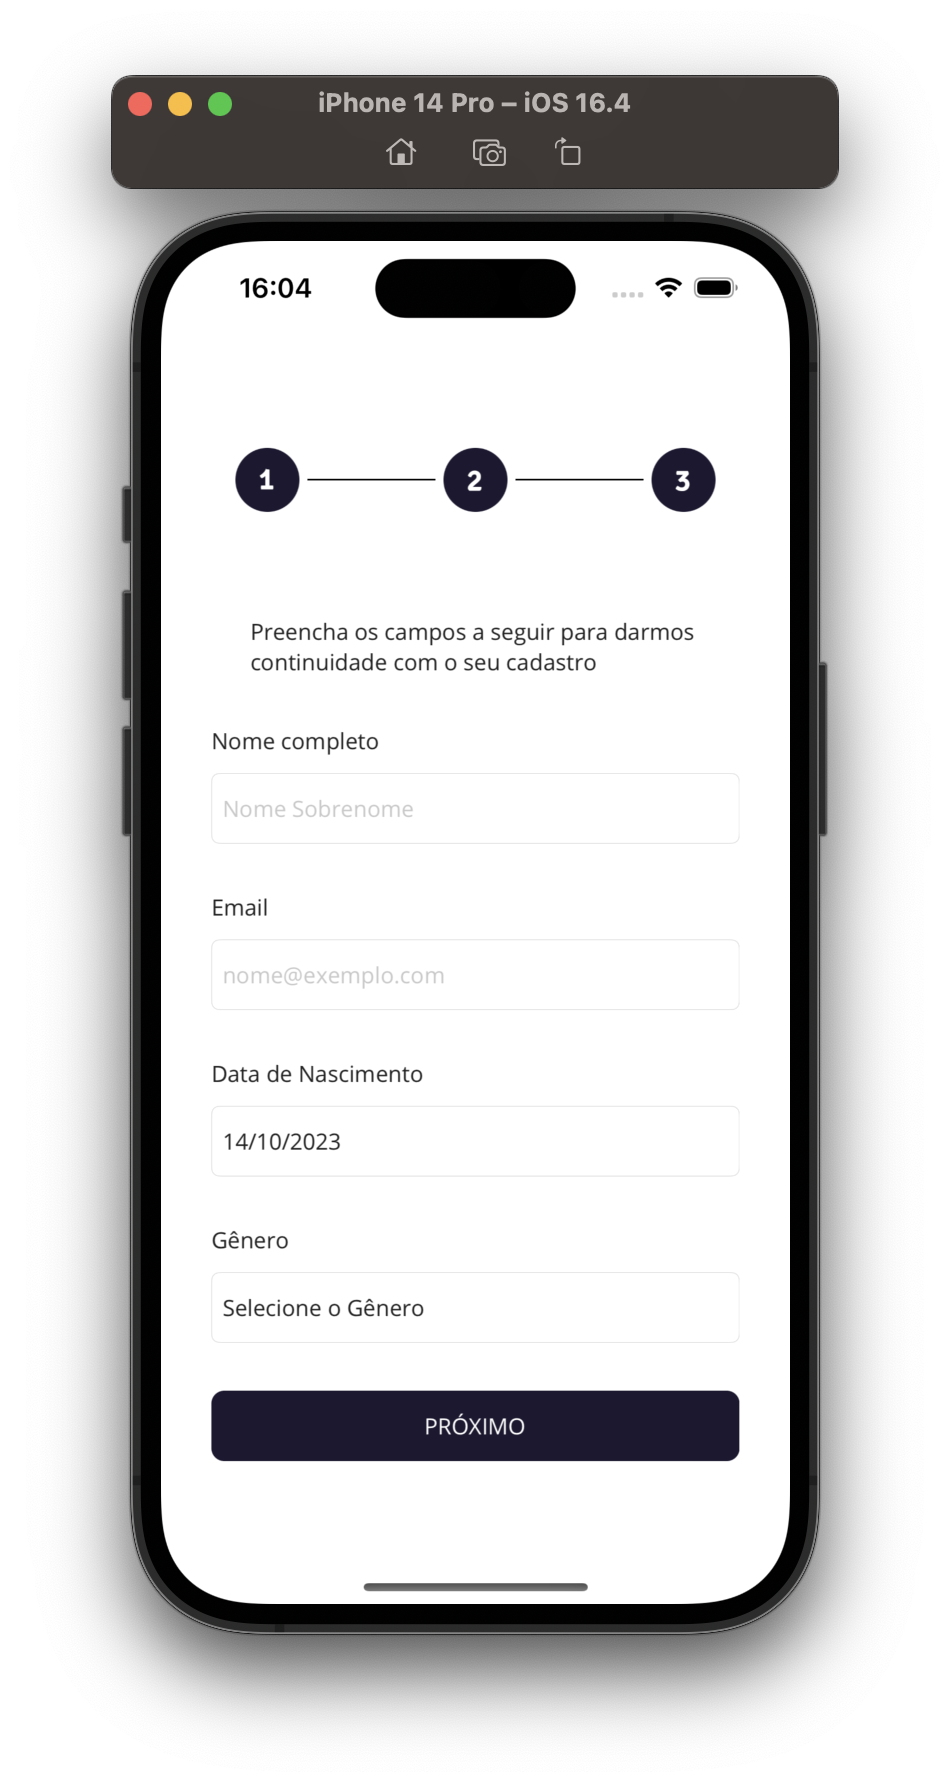 iPhone 14 Pro – iOS 16.4
16:04
1 2 3
Preencha os campos a seguir para darmos
continuidade com o seu cadastro
Nome completo
Nome Sobrenome
Email
nome@exemplo.com
Data de Nascimento
14/10/2023
Gênero
Selecione o Gênero
PRÓXIMO